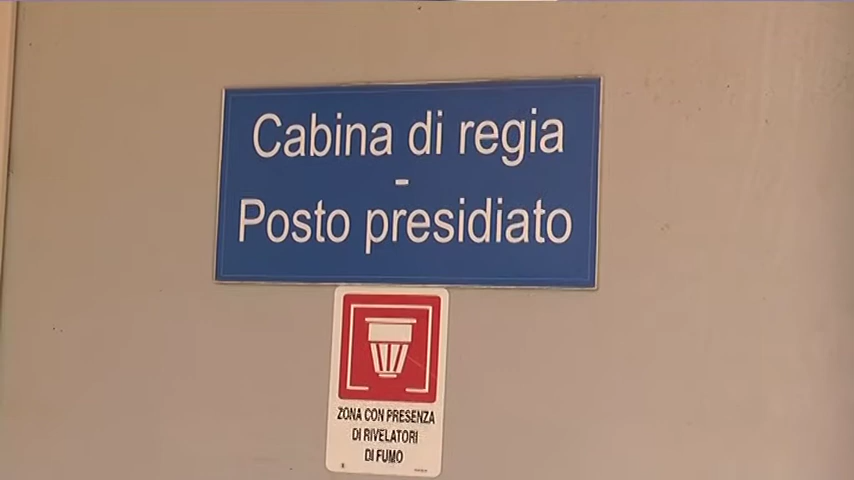 Cabina di regia
-
Posto presidiato
ZONA CON PRESENZA
DI RIVELATORI
DI FUMO